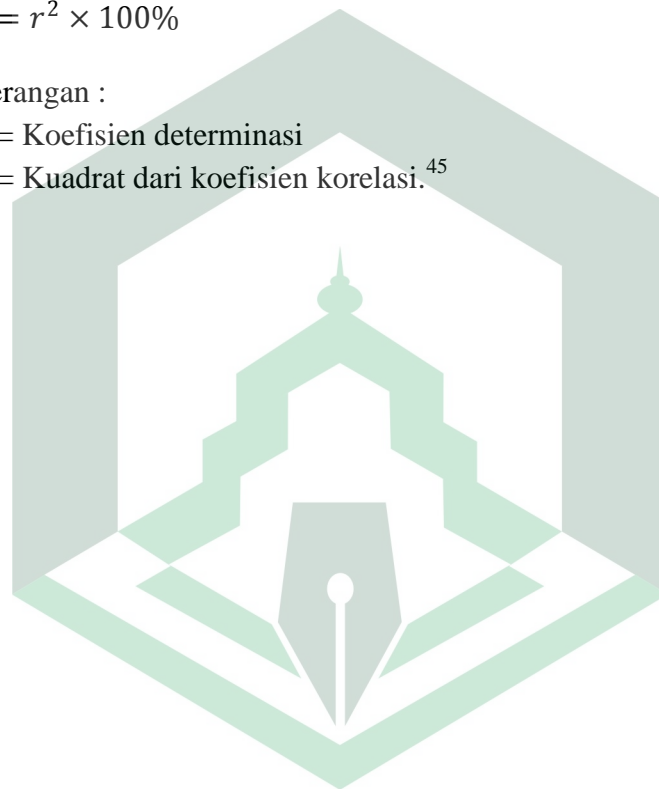 = r² × 100%
erangan :
= Koefisien determinasi
= Kuadrat dari koefisien korelasi.⁴⁵